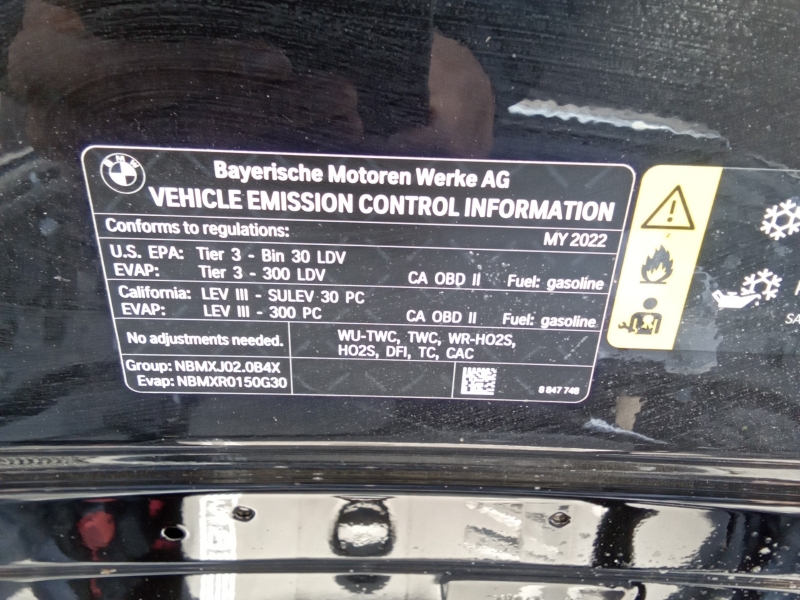 BMW
Bayerische Motoren Werke AG
VEHICLE EMISSION CONTROL INFORMATION
Conforms to regulations:
MY 2022
U.S. EPA: Tier 3 - Bin 30 LDV
EVAP: Tier 3 - 300 LDV CA OBD II Fuel: gasoline
California: LEV III - SULEV 30 PC
EVAP: LEV III - 300 PC CA OBD II Fuel: gasoline
No adjustments needed.
WU-TWC, TWC, WR-HO2S,
HO2S, DFI, TC, CAC
Group: NBMXJ02.0B4X
Evap: NBMXR0150G30
8 847 748